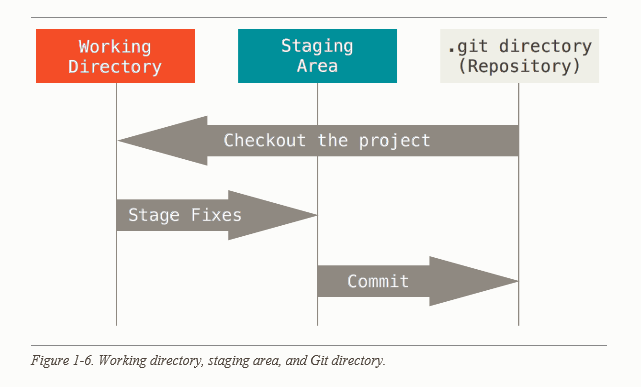 Working
Directory
Staging
Area
.git directory
(Repository)
Checkout the project
Stage Fixes
Commit
Figure 1-6. Working directory, staging area, and Git directory.